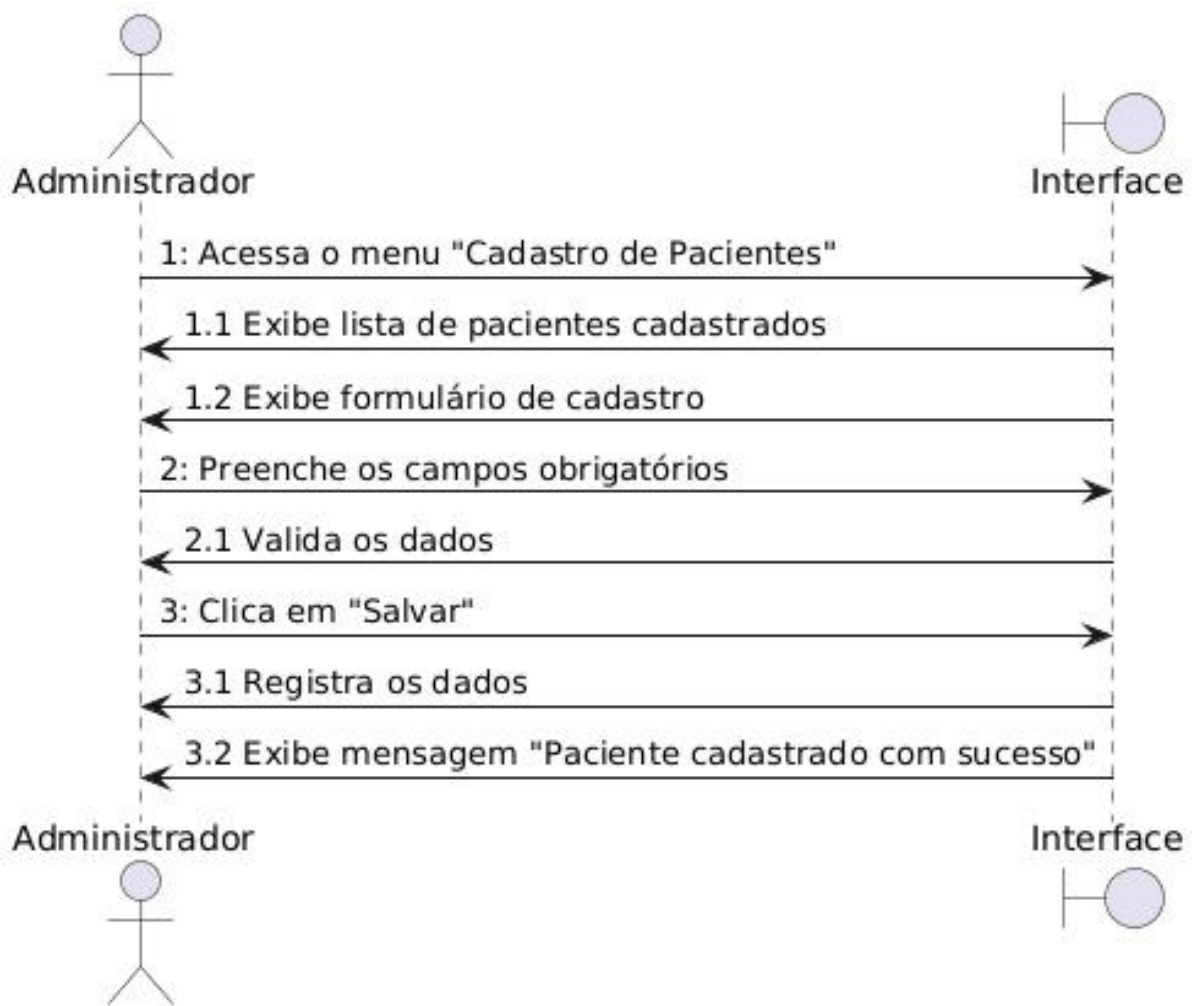 Administrador
Interface
1: Acessa o menu "Cadastro de Pacientes"
1.1 Exibe lista de pacientes cadastrados
1.2 Exibe formulário de cadastro
2: Preenche os campos obrigatórios
2.1 Valida os dados
3: Clica em "Salvar"
3.1 Registra os dados
3.2 Exibe mensagem "Paciente cadastrado com sucesso"
Administrador
Interface